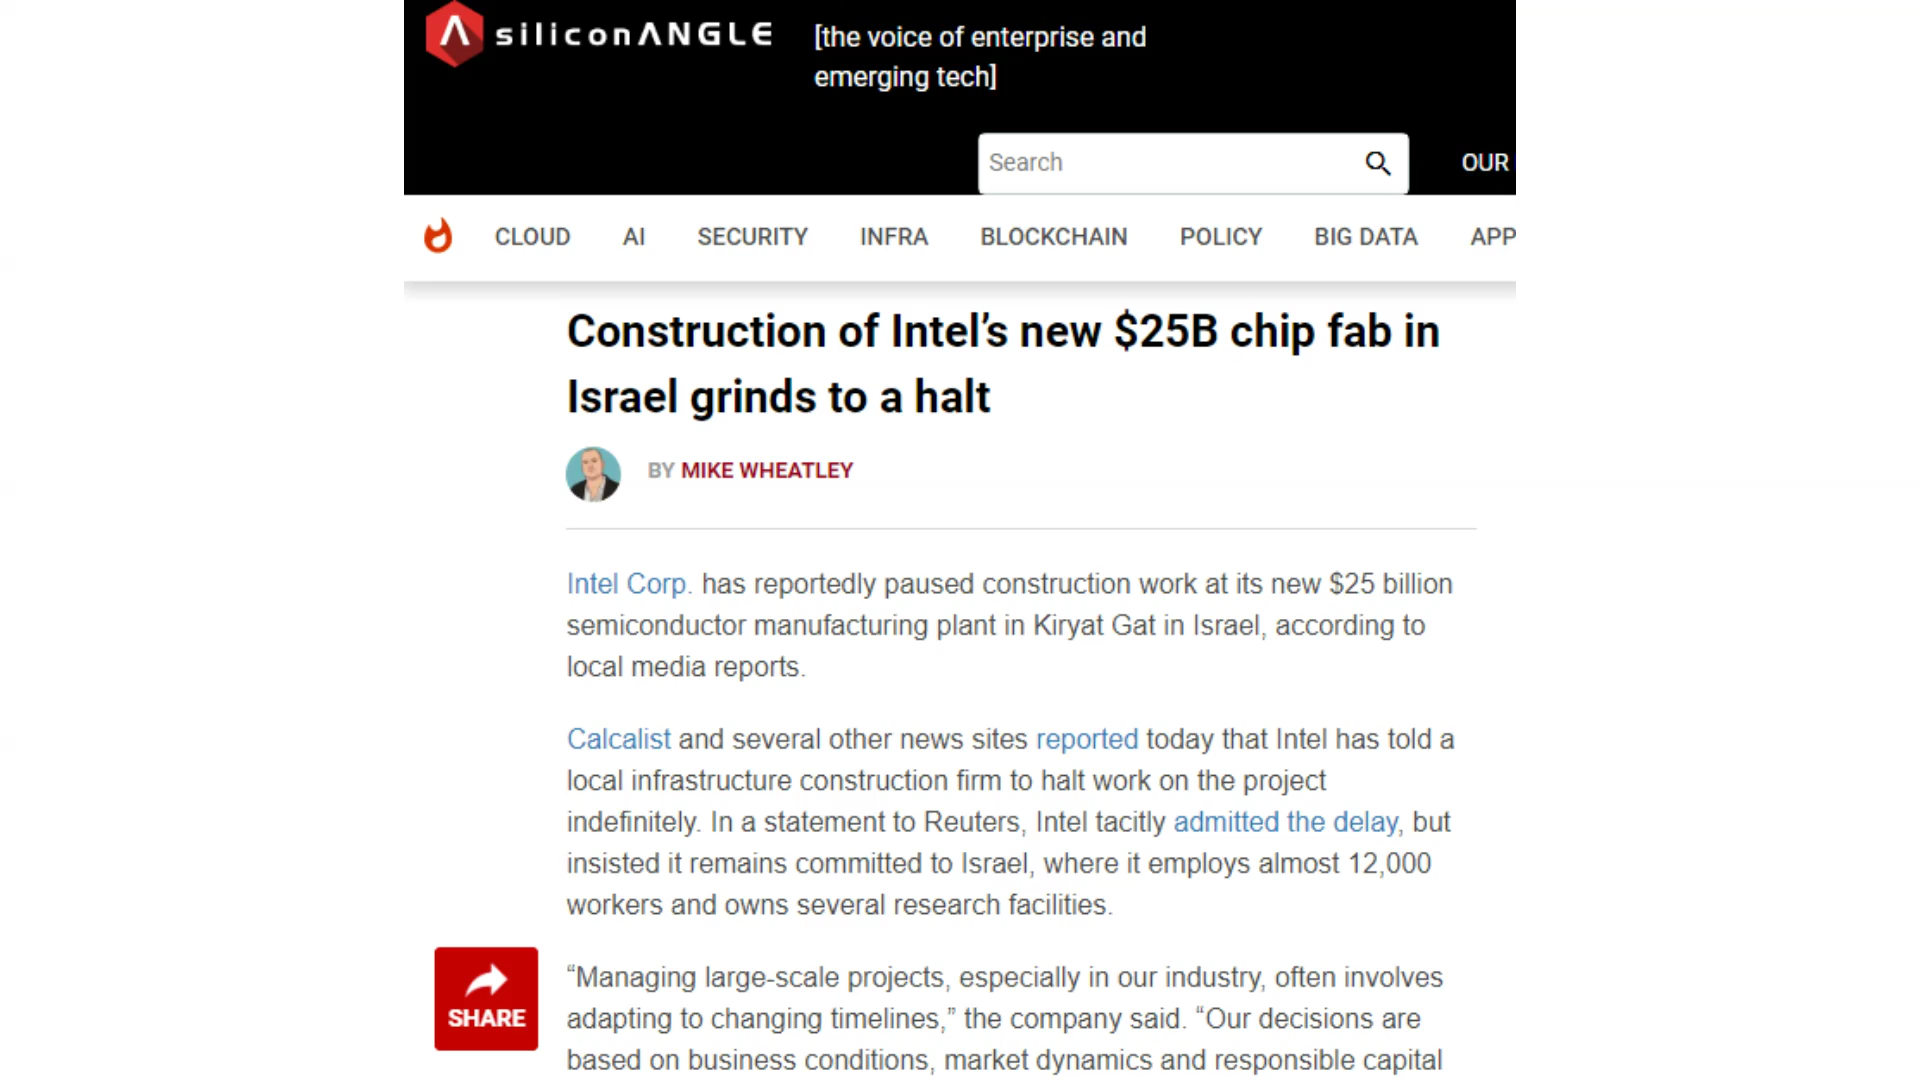 siliconANGLE
[the voice of enterprise and
emerging tech]
Search
OUR
CLOUD AI SECURITY INFRA BLOCKCHAIN POLICY BIG DATA APP
Construction of Intel’s new $25B chip fab in
Israel grinds to a halt
BY MIKE WHEATLEY
Intel Corp. has reportedly paused construction work at its new $25 billion
semiconductor manufacturing plant in Kiryat Gat in Israel, according to
local media reports.
Calcalist and several other news sites reported today that Intel has told a
local infrastructure construction firm to halt work on the project
indefinitely. In a statement to Reuters, Intel tacitly admitted the delay, but
insisted it remains committed to Israel, where it employs almost 12,000
workers and owns several research facilities.
“Managing large-scale projects, especially in our industry, often involves
adapting to changing timelines,” the company said. “Our decisions are
based on business conditions, market dynamics and responsible capital
SHARE